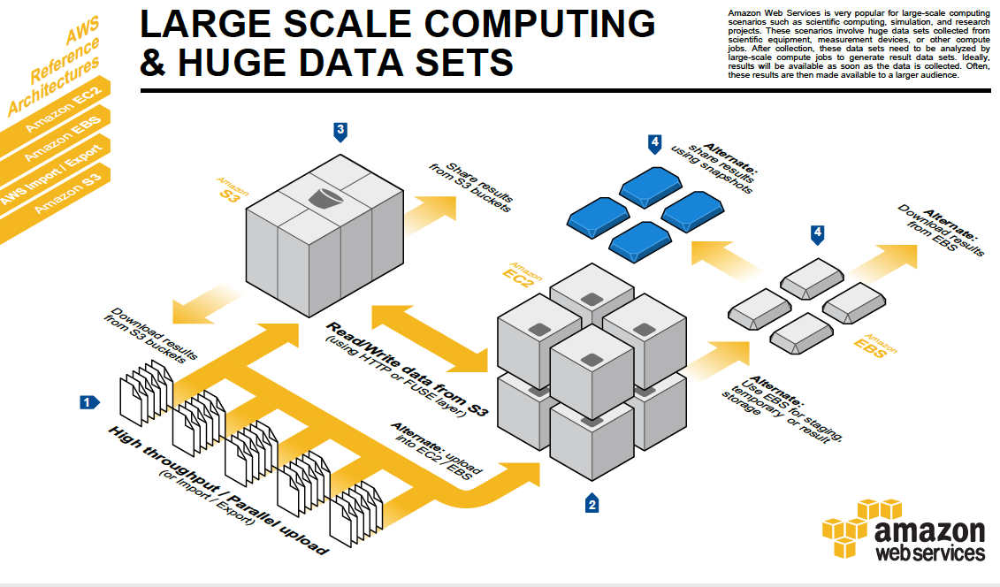 AWS
Reference
Architectures
Amazon EC2
Amazon EBS
AWS Import / Export
Amazon S3
LARGE SCALE COMPUTING
& HUGE DATA SETS
Amazon Web Services is very popular for large-scale computing
scenarios such as scientific computing, simulation, and research
projects. These scenarios involve huge data sets collected from
scientific equipment, measurement devices, or other compute
jobs. After collection, these data sets need to be analyzed by
large-scale compute jobs to generate result data sets. Ideally,
results will be available as soon as the data is collected. Often,
these results are then made available to a larger audience.
3
Amazon
S3
Share results
from S3 buckets
4
Alternate:
share results
using snapshots
4
Alternate:
Download results
from EBS
Amazon
EC2
Amazon
EBS
Download results
from S3 buckets
Read/Write data from S3
(using HTTP or FUSE layer)
Alternate:
Use EBS for staging,
temporary or result
storage
1
High throughput / Parallel upload
(or Import / Export)
Alternate: upload
into EC2 / EBS
2
amazon
web services